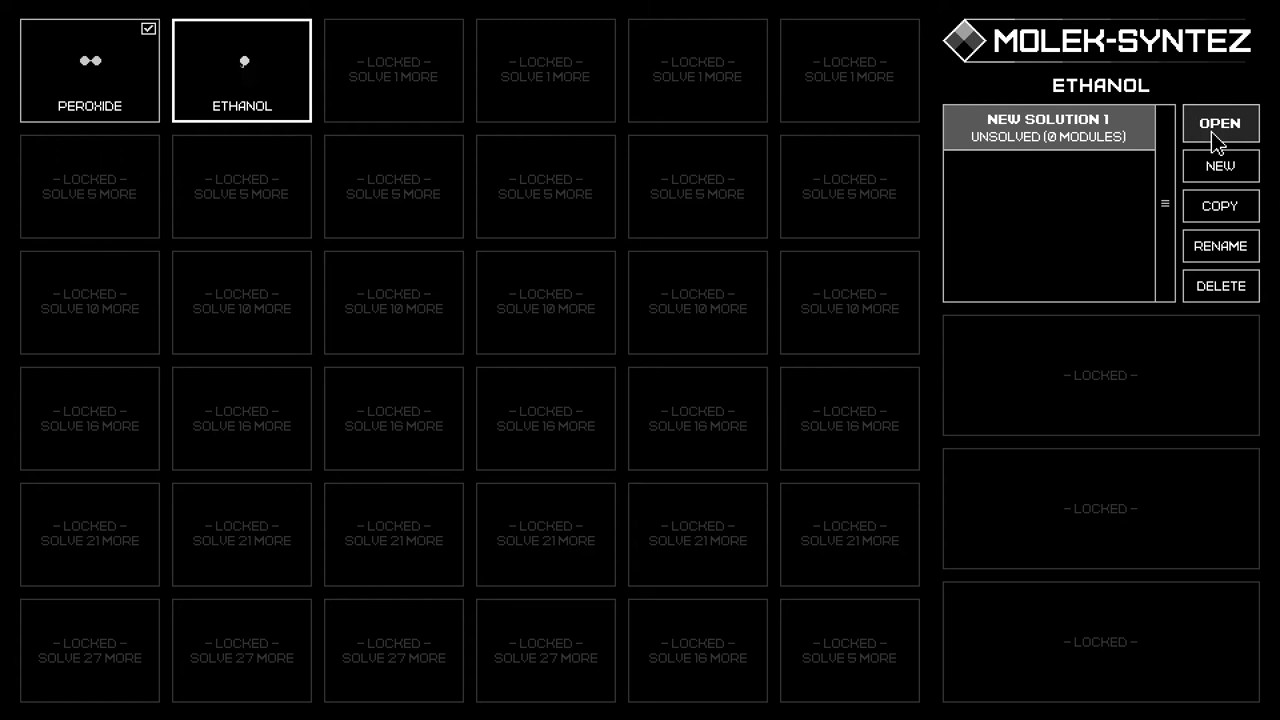 MOLEK-SYNTEZ
ETHANOL
NEW SOLUTION 1
UNSOLVED (0 MODULES)
OPEN
NEW
COPY
RENAME
DELETE
PEROXIDE
ETHANOL
- LOCKED -
SOLVE 1 MORE
- LOCKED -
SOLVE 1 MORE
- LOCKED -
SOLVE 1 MORE
- LOCKED -
SOLVE 1 MORE
- LOCKED -
SOLVE 5 MORE
- LOCKED -
SOLVE 5 MORE
- LOCKED -
SOLVE 5 MORE
- LOCKED -
SOLVE 5 MORE
- LOCKED -
SOLVE 5 MORE
- LOCKED -
SOLVE 5 MORE
- LOCKED -
SOLVE 10 MORE
- LOCKED -
SOLVE 10 MORE
- LOCKED -
SOLVE 10 MORE
- LOCKED -
SOLVE 10 MORE
- LOCKED -
SOLVE 10 MORE
- LOCKED -
SOLVE 10 MORE
- LOCKED -
SOLVE 16 MORE
- LOCKED -
SOLVE 16 MORE
- LOCKED -
SOLVE 16 MORE
- LOCKED -
SOLVE 16 MORE
- LOCKED -
SOLVE 16 MORE
- LOCKED -
SOLVE 16 MORE
- LOCKED -
SOLVE 21 MORE
- LOCKED -
SOLVE 21 MORE
- LOCKED -
SOLVE 21 MORE
- LOCKED -
SOLVE 21 MORE
- LOCKED -
SOLVE 21 MORE
- LOCKED -
SOLVE 21 MORE
- LOCKED -
SOLVE 27 MORE
- LOCKED -
SOLVE 27 MORE
- LOCKED -
SOLVE 27 MORE
- LOCKED -
SOLVE 27 MORE
- LOCKED -
SOLVE 16 MORE
- LOCKED -
SOLVE 5 MORE
- LOCKED -
- LOCKED -
- LOCKED -